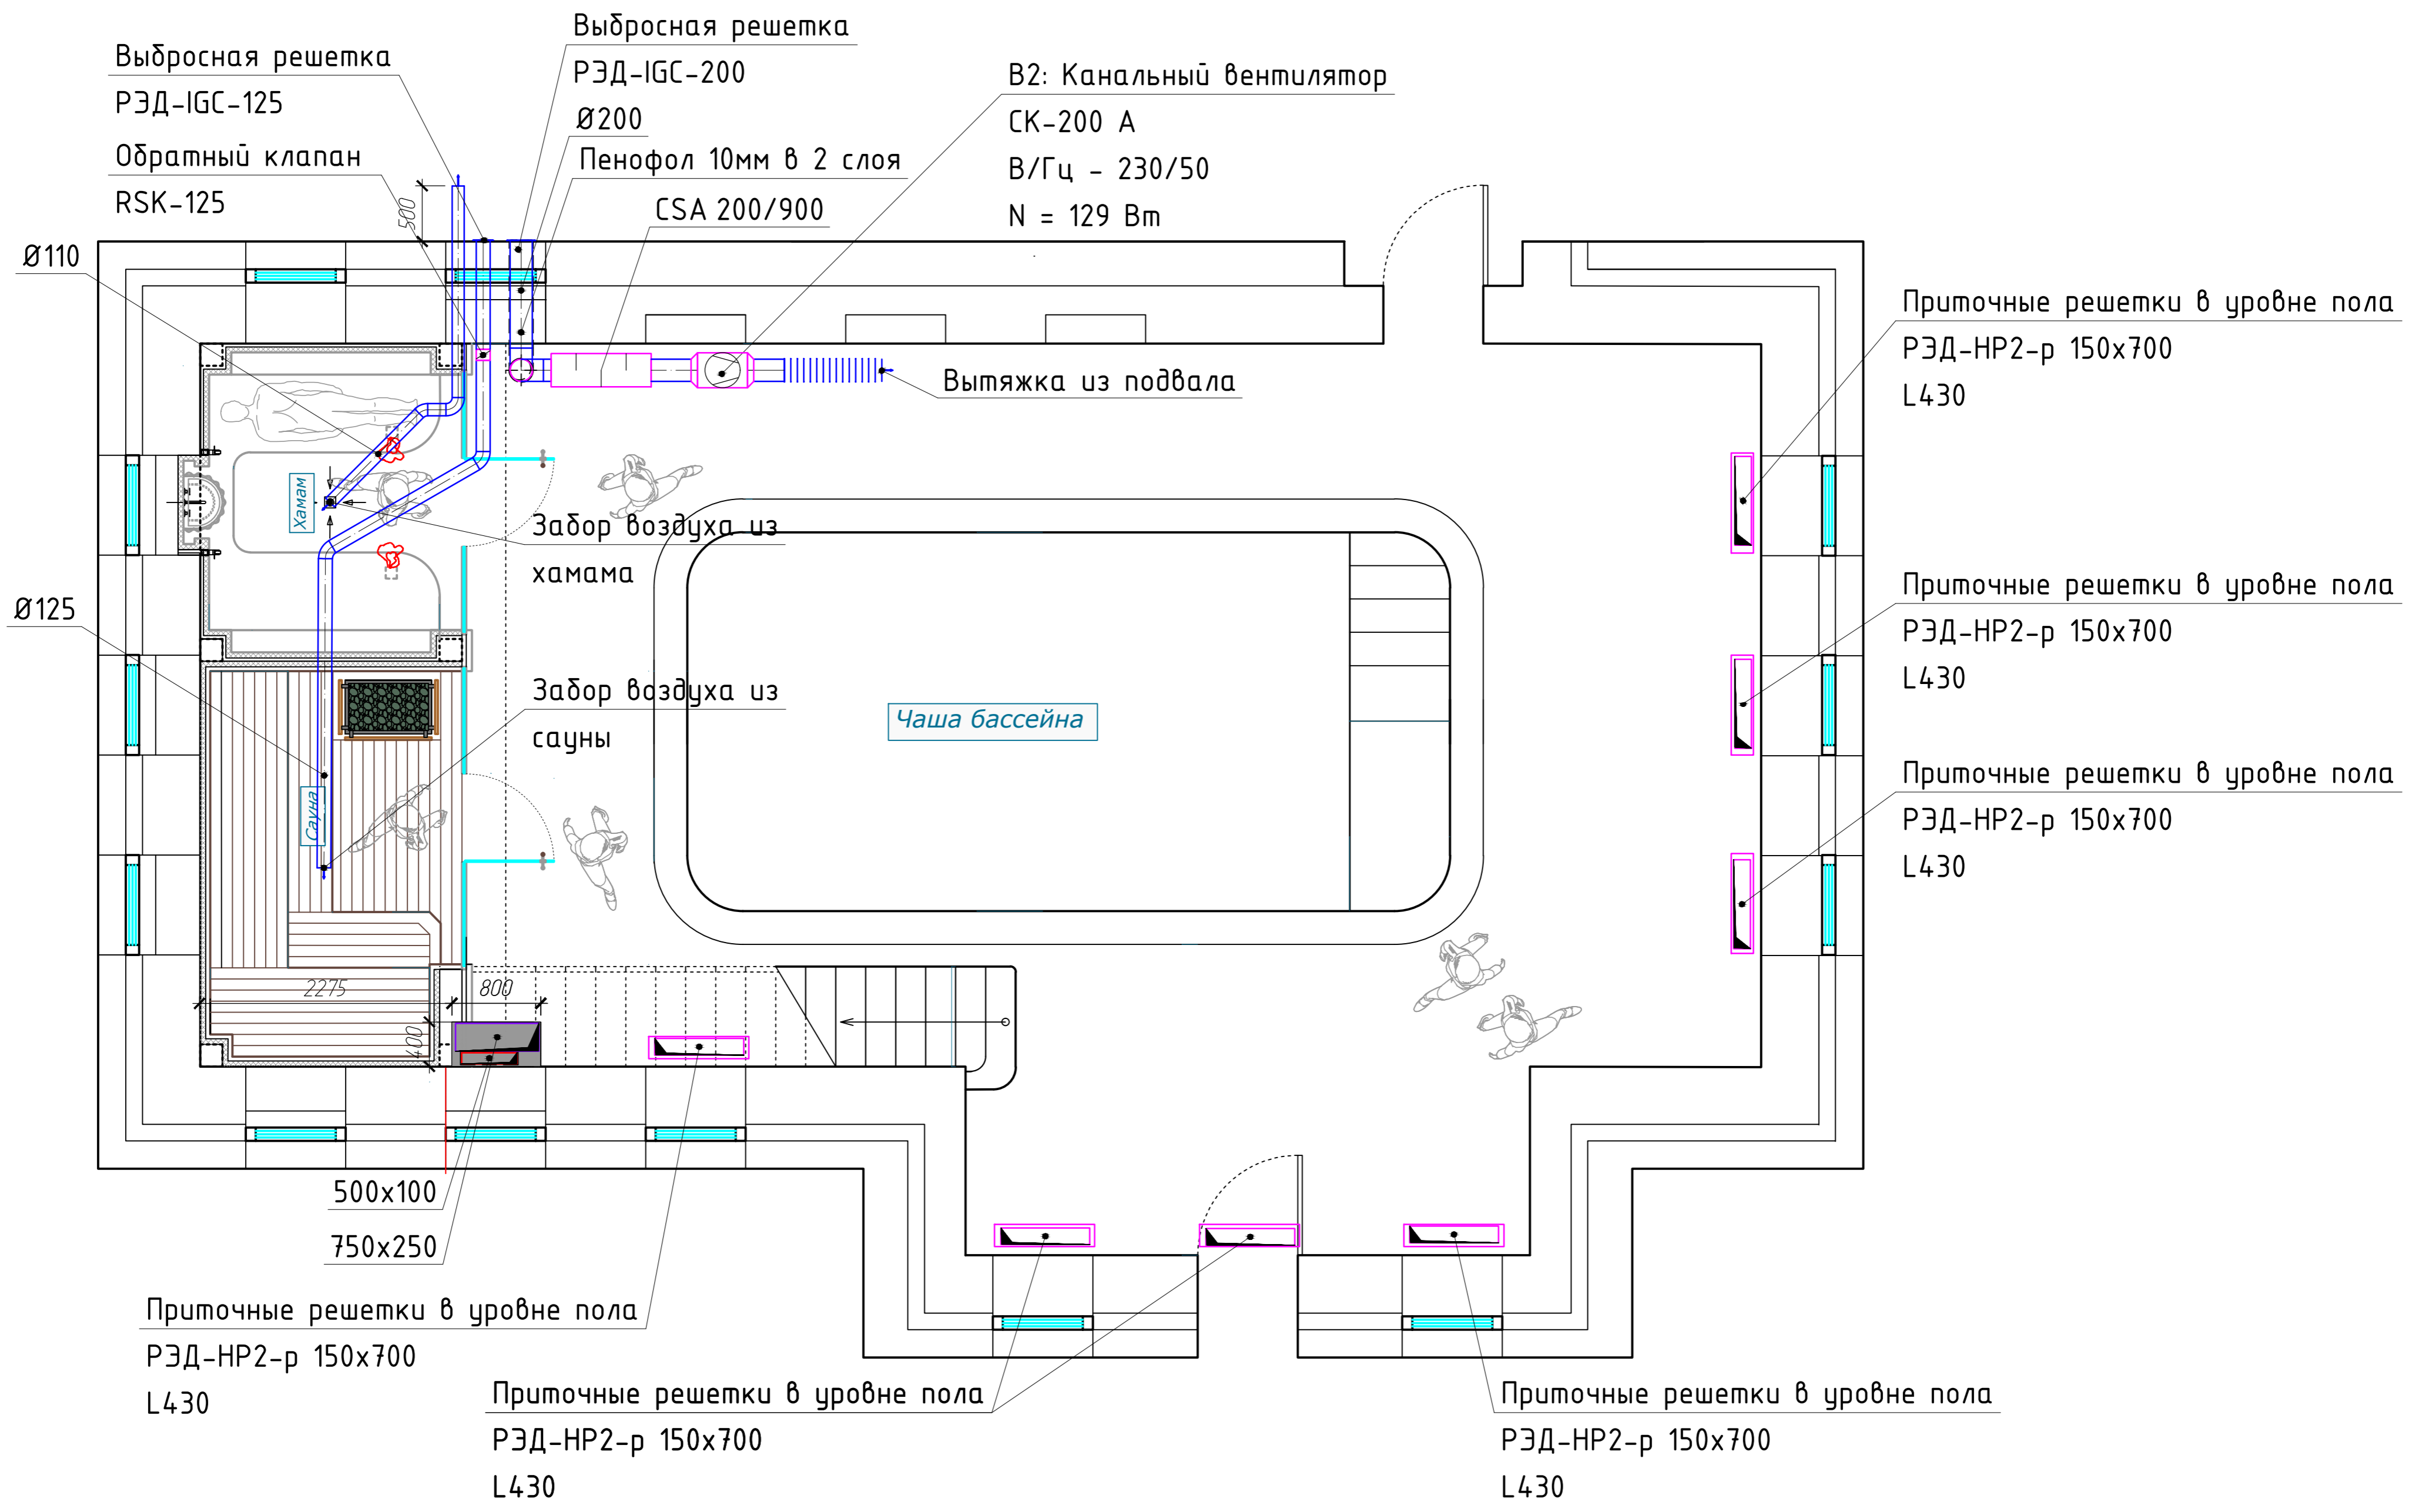 Выбросная решетка
РЭД-IGC-200
Ø200
Пенофол 10мм в 2 слоя
CSA 200/900
Выбросная решетка
РЭД-IGC-125
Обратный клапан
RSK-125
В2: Канальный вентилятор
СК-200 А
В/Гц - 230/50
N = 129 Вт
500
Ø110
Вытяжка из подвала
Приточные решетки в уровне пола
РЭД-НР2-р 150х700
L430
Хамам
Забор воздуха из
хамама
Ø125
Приточные решетки в уровне пола
РЭД-НР2-р 150х700
L430
Забор воздуха из
сауны
Чаша бассейна
Сауна
Приточные решетки в уровне пола
РЭД-НР2-р 150х700
L430
2275
800
400
500х100
750х250
Приточные решетки в уровне пола
РЭД-НР2-р 150х700
L430
Приточные решетки в уровне пола
РЭД-НР2-р 150х700
L430
Приточные решетки в уровне пола
РЭД-НР2-р 150х700
L430